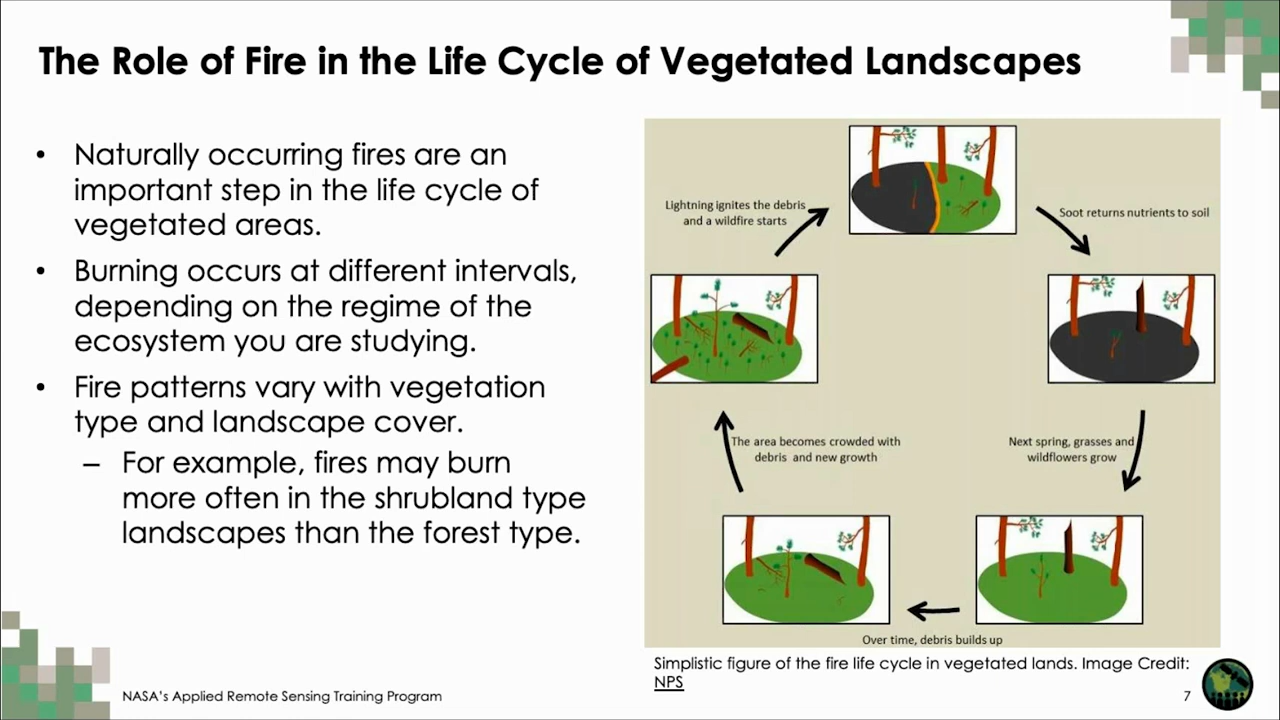 The Role of Fire in the Life Cycle of Vegetated Landscapes
• Naturally occurring fires are an
important step in the life cycle of
vegetated areas.
• Burning occurs at different intervals,
depending on the regime of the
ecosystem you are studying.
• Fire patterns vary with vegetation
type and landscape cover.
– For example, fires may burn
more often in the shrubland type
landscapes than the forest type.
Lightning ignites the debris
and a wildfire starts
Soot returns nutrients to soil
Next spring, grasses and
wildflowers grow
Over time, debris builds up
The area becomes crowded with
debris and new growth
Simplistic figure of the fire life cycle in vegetated lands. Image Credit:
NPS
NASA's Applied Remote Sensing Training Program
7